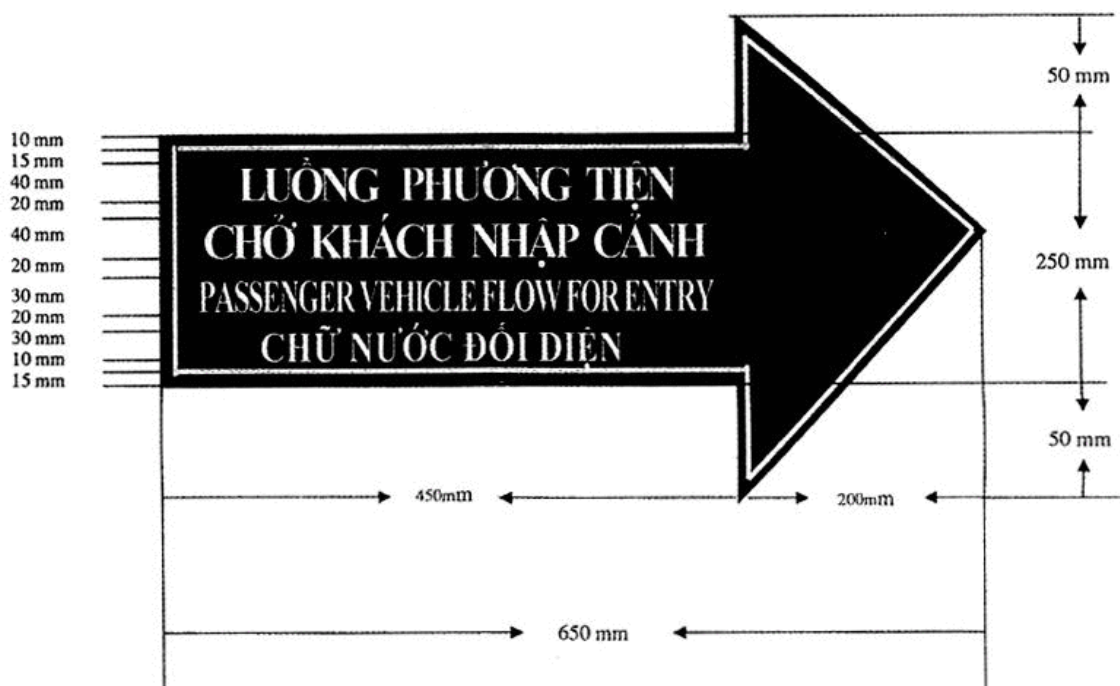 50 mm
10 mm
15 mm
40 mm
20 mm
40 mm
20 mm
30 mm
20 mm
30 mm
10 mm
15 mm
LUỒNG PHƯƠNG TIỆN
CHỞ KHÁCH NHẬP CẢNH
PASSENGER VEHICLE FLOW FOR ENTRY
CHỮ NƯỚC ĐỐI DIỆN
250 mm
50 mm
450mm
200mm
650 mm